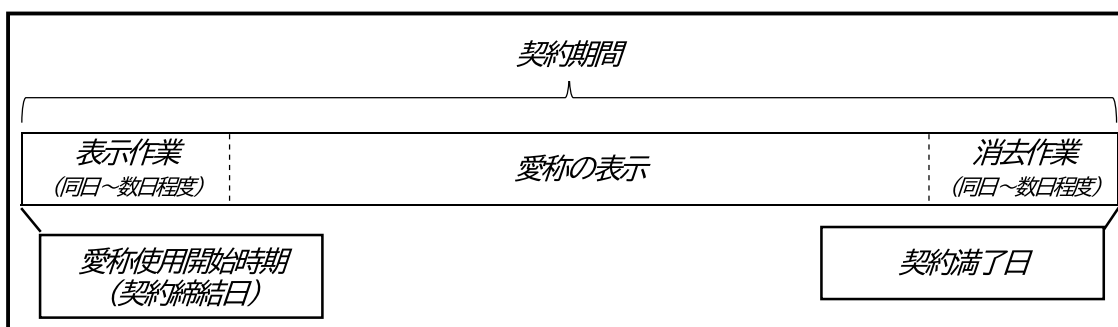 契約期間
表示作業
(同日～数日程度)
愛称の表示
消去作業
(同日～数日程度)
愛称使用開始時期
(契約締結日)
契約満了日